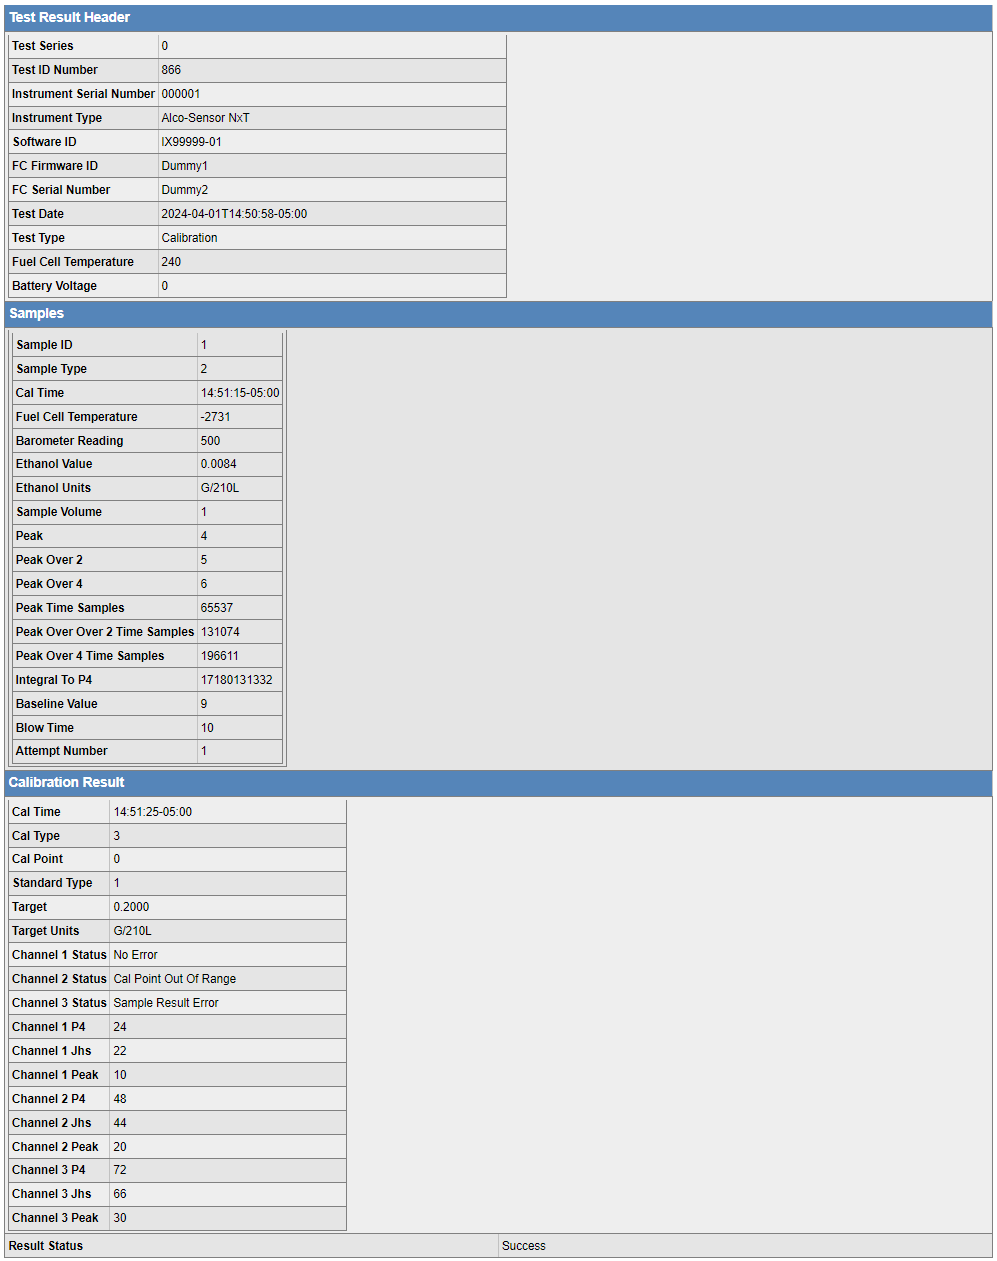 Test Result Header
Test Series 0
Test ID Number 866
Instrument Serial Number 000001
Instrument Type Alco-Sensor NxT
Software ID IX99999-01
FC Firmware ID Dummy1
FC Serial Number Dummy2
Test Date 2024-04-01T14:50:58-05:00
Test Type Calibration
Fuel Cell Temperature 240
Battery Voltage 0
Samples
Sample ID 1
Sample Type 2
Cal Time 14:51:15-05:00
Fuel Cell Temperature -2731
Barometer Reading 500
Ethanol Value 0.0084
Ethanol Units G/210L
Sample Volume 1
Peak 4
Peak Over 2 5
Peak Over 4 6
Peak Time Samples 65537
Peak Over Over 2 Time Samples 131074
Peak Over 4 Time Samples 196611
Integral To P4 17180131332
Baseline Value 9
Blow Time 10
Attempt Number 1
Calibration Result
Cal Time 14:51:25-05:00
Cal Type 3
Cal Point 0
Standard Type 1
Target 0.2000
Target Units G/210L
Channel 1 Status No Error
Channel 2 Status Cal Point Out Of Range
Channel 3 Status Sample Result Error
Channel 1 P4 24
Channel 1 Jhs 22
Channel 1 Peak 10
Channel 2 P4 48
Channel 2 Jhs 44
Channel 2 Peak 20
Channel 3 P4 72
Channel 3 Jhs 66
Channel 3 Peak 30
Result Status Success